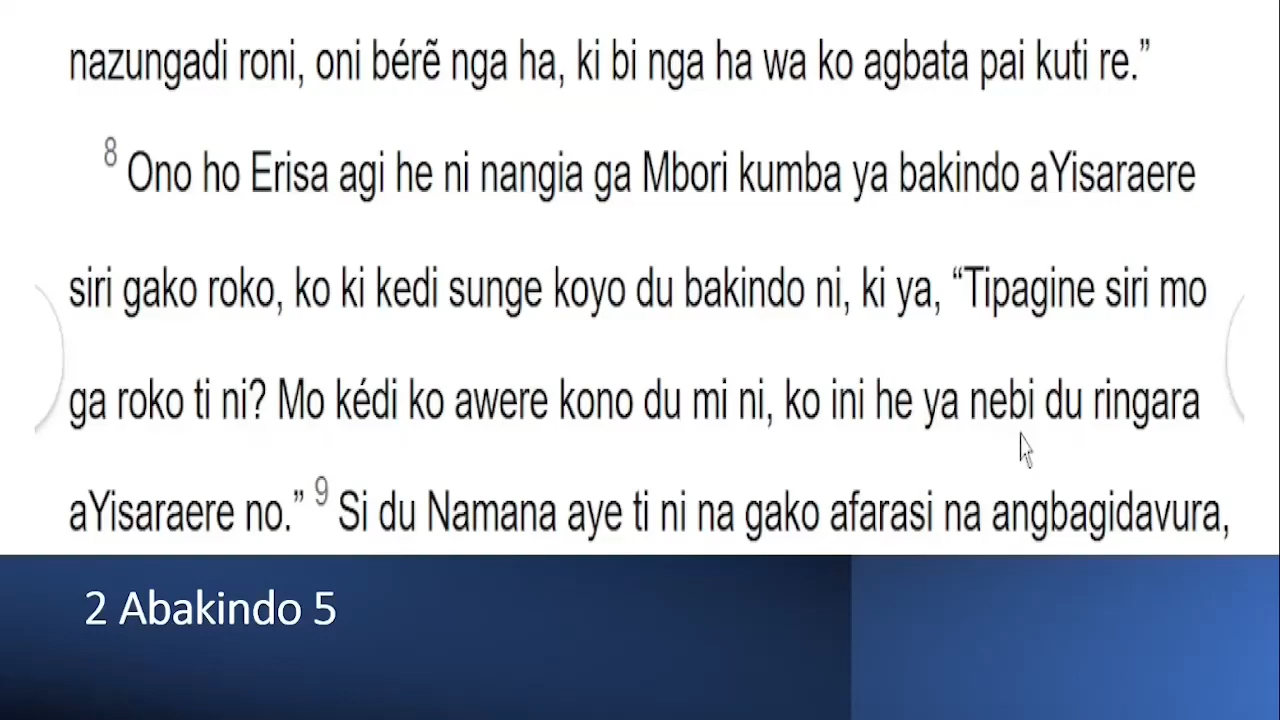 nazungadi roni, oni bérẽ nga ha, ki bi nga ha wa ko agbata pai kuti re.”
8 Ono ho Erisa agi he ni nangia ga Mbori kumba ya bakindo aYisaraere
siri gako roko, ko ki kedi sunge koyo du bakindo ni, ki ya, “Tipagine siri mo
ga roko ti ni? Mo kédi ko awere kono du mi ni, ko ini he ya nebi du ringara
aYisaraere no.” 9 Si du Namana aye ti ni na gako afarasi na angbagidavura,
2 Abakindo 5